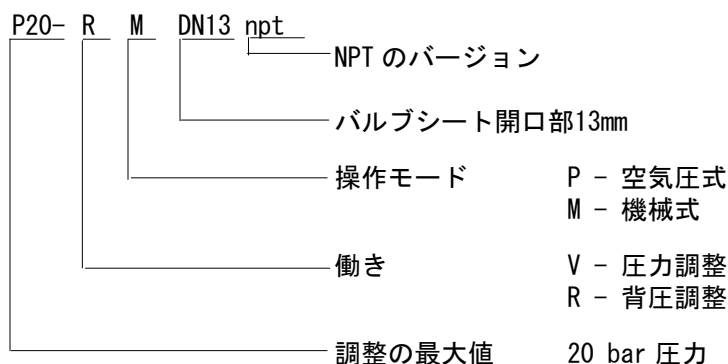 P20- R M DN13 npt
NPT のバージョン
バルブシート開口部13mm
操作モード P - 空気圧式
M - 機械式
働き V - 圧力調整
R - 背圧調整
調整の最大値 20 bar 圧力